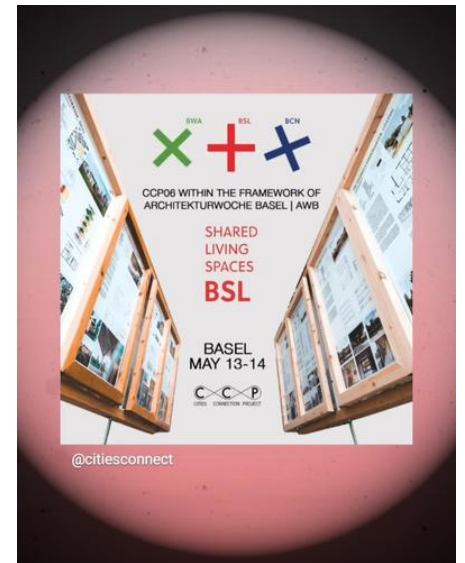 BWA BSL BCN
CCP06 WITHIN THE FRAMEWORK OF
ARCHITEKTURWOCHE BASEL | AWB
SHARED
LIVING
SPACES
BSL
BASEL
MAY 13-14
C C P
CITIES CONNECTION PROJECT
@citiesconnect